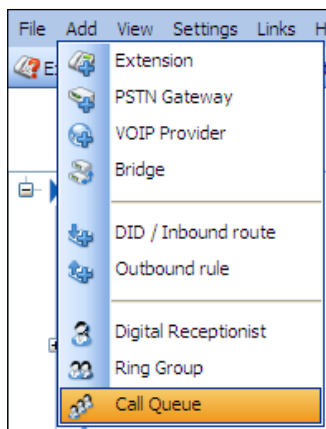 File Add View Settings Links H
E
Extension
PSTN Gateway
VOIP Provider
Bridge
DID / Inbound route
Outbound rule
Digital Receptionist
Ring Group
Call Queue